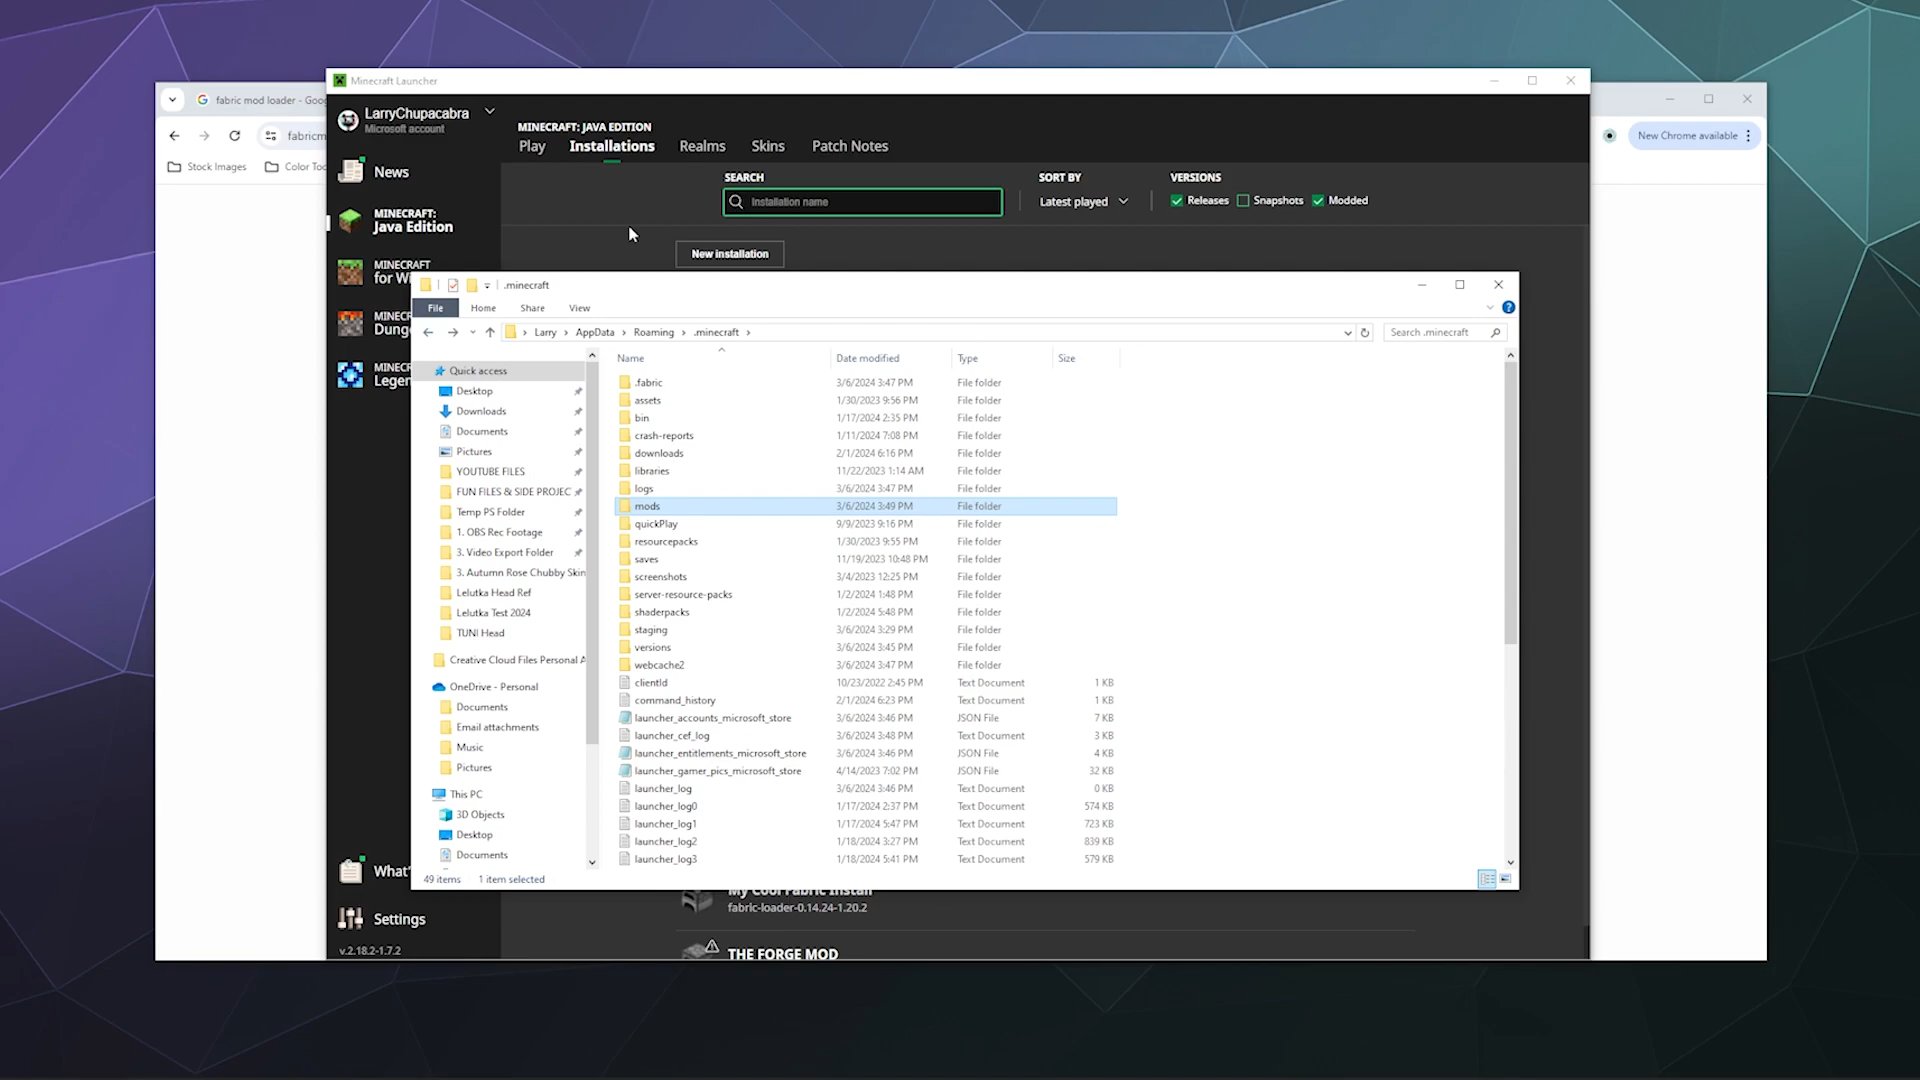 fabric mod loader - Goo
fabricm
Stock Images
Color Too
New Chrome available
Minecraft Launcher
LarryChupacabra
Microsoft account
News
MINECRAFT:
Java Edition
MINECRAFT
for Wi
MINECR
Dunge
MINECR
Legen
What'
Settings
v.2.18.2-1.7.2
MINECRAFT: JAVA EDITION
Play
Installations
Realms
Skins
Patch Notes
SEARCH
Installation name
SORT BY
Latest played
VERSIONS
Releases
Snapshots
Modded
New installation
.minecraft
File
Home
Share
View
Larry > AppData > Roaming > .minecraft >
Search .minecraft
Quick access
Desktop
Downloads
Documents
Pictures
YOUTUBE FILES
FUN FILES & SIDE PROJEC
Temp PS Folder
1. OBS Rec Footage
3. Video Export Folder
3. Autumn Rose Chubby Skin
Lelutka Head Ref
Lelutka Test 2024
TUNI Head
Creative Cloud Files Personal A
OneDrive - Personal
Documents
Email attachments
Music
Pictures
This PC
3D Objects
Desktop
Documents
Name Date modified Type Size
.fabric 3/6/2024 3:47 PM File folder
assets 1/30/2023 9:56 PM File folder
bin 1/17/2024 2:35 PM File folder
crash-reports 1/11/2024 7:08 PM File folder
downloads 2/1/2024 6:16 PM File folder
libraries 11/22/2023 1:14 AM File folder
logs 3/6/2024 3:47 PM File folder
mods 3/6/2024 3:49 PM File folder
quickPlay 9/9/2023 9:16 PM File folder
resourcepacks 1/30/2023 9:55 PM File folder
saves 11/19/2023 10:48 PM File folder
screenshots 3/4/2023 12:25 PM File folder
server-resource-packs 1/2/2024 1:48 PM File folder
shaderpacks 1/2/2024 5:48 PM File folder
staging 3/6/2024 3:29 PM File folder
versions 3/6/2024 3:45 PM File folder
webcache2 3/6/2024 3:47 PM File folder
clientId 10/23/2022 2:45 PM Text Document 1 KB
command_history 2/1/2024 6:23 PM Text Document 1 KB
launcher_accounts_microsoft_store 3/6/2024 3:46 PM JSON File 7 KB
launcher_cef_log 3/6/2024 3:48 PM Text Document 3 KB
launcher_entitlements_microsoft_store 3/6/2024 3:46 PM JSON File 4 KB
launcher_gamer_pics_microsoft_store 4/14/2023 7:02 PM JSON File 32 KB
launcher_log 3/6/2024 3:46 PM Text Document 0 KB
launcher_log0 1/17/2024 2:37 PM Text Document 574 KB
launcher_log1 1/17/2024 5:47 PM Text Document 723 KB
launcher_log2 1/18/2024 3:27 PM Text Document 839 KB
launcher_log3 1/18/2024 5:41 PM Text Document 579 KB
49 items
1 item selected
My Cool Fabric Install
fabric-loader-0.14.24-1.20.2
THE FORGE MOD